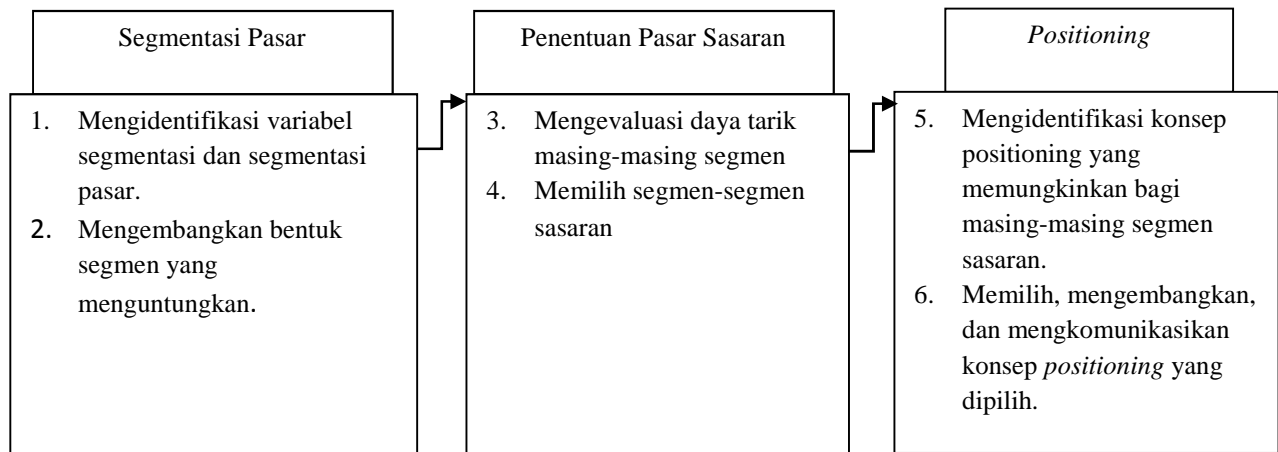 Segmentasi Pasar
1. Mengidentifikasi variabel
segmentasi dan segmentasi
pasar.
2. Mengembangkan bentuk
segmen yang
menguntungkan.
Penentuan Pasar Sasaran
3. Mengevaluasi daya tarik
masing-masing segmen
4. Memilih segmen-segmen
sasaran
Positioning
5. Mengidentifikasi konsep
positioning yang
memungkinkan bagi
masing-masing segmen
sasaran.
6. Memilih, mengembangkan,
dan mengkomunikasikan
konsep positioning yang
dipilih.